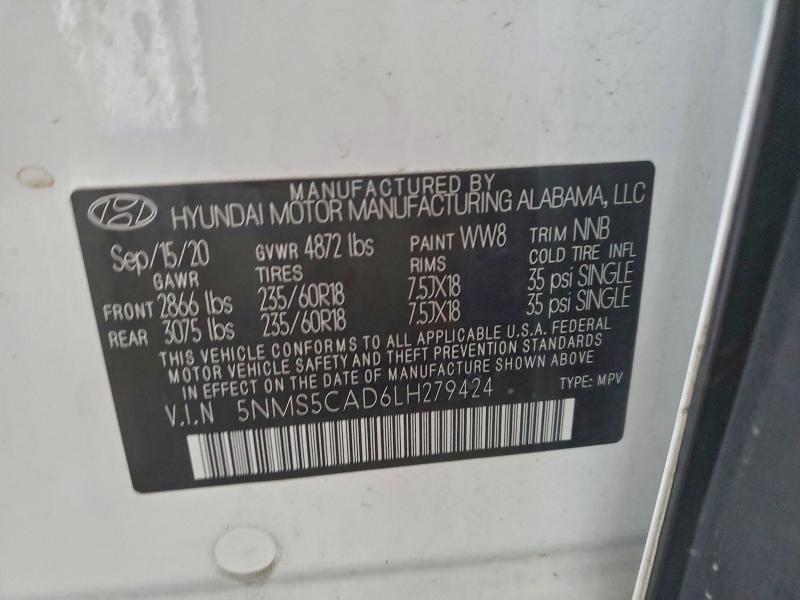 MANUFACTURED BY
HYUNDAI MOTOR MANUFACTURING ALABAMA, LLC
Sep/15/20 GVWR 4872 lbs PAINT WW8 TRIM NNB
GAWR TIRES RIMS COLD TIRE INFL
FRONT 2866 lbs 235/60R18 7.5JX18 35 psi SINGLE
REAR 3075 lbs 235/60R18 7.5JX18 35 psi SINGLE
THIS VEHICLE CONFORMS TO ALL APPLICABLE U.S.A. FEDERAL
MOTOR VEHICLE SAFETY AND THEFT PREVENTION STANDARDS
IN EFFECT ON THE DATE OF MANUFACTURE SHOWN ABOVE
V.I.N 5NMS5CAD6LH279424 TYPE: MPV